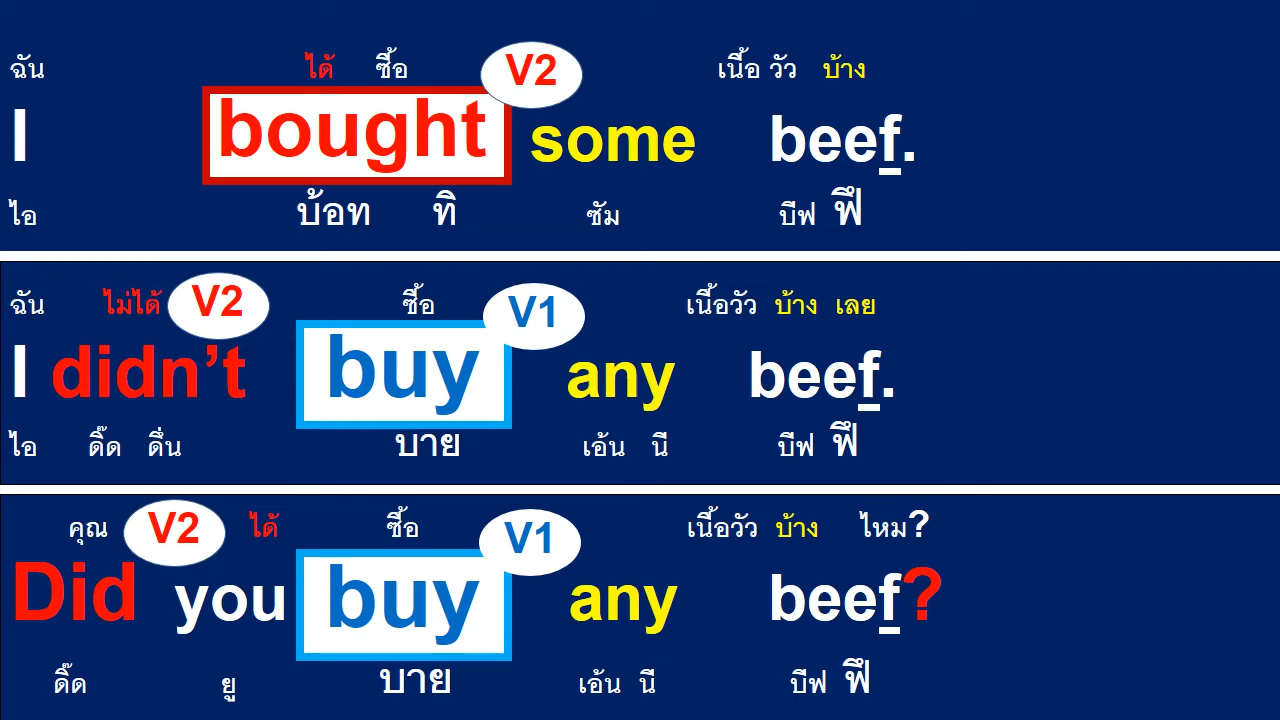 ฉัน ได้ ซื้อ V2 เนื้อ วัว บ้าง
I bought some beef.
ไอ บ้อท ทิ ซัม บีฟ ฟึ
ฉัน ไม่ได้ V2 ซื้อ V1 เนื้อวัว บ้าง เลย
I didn’t buy any beef.
ไอ ดิ๊ด ดึ่น บาย เอ้น นี บีฟ ฟึ
คุณ V2 ได้ ซื้อ V1 เนื้อวัว บ้าง ไหม?
Did you buy any beef?
ดิ๊ด ยู บาย เอ้น นี บีฟ ฟึ